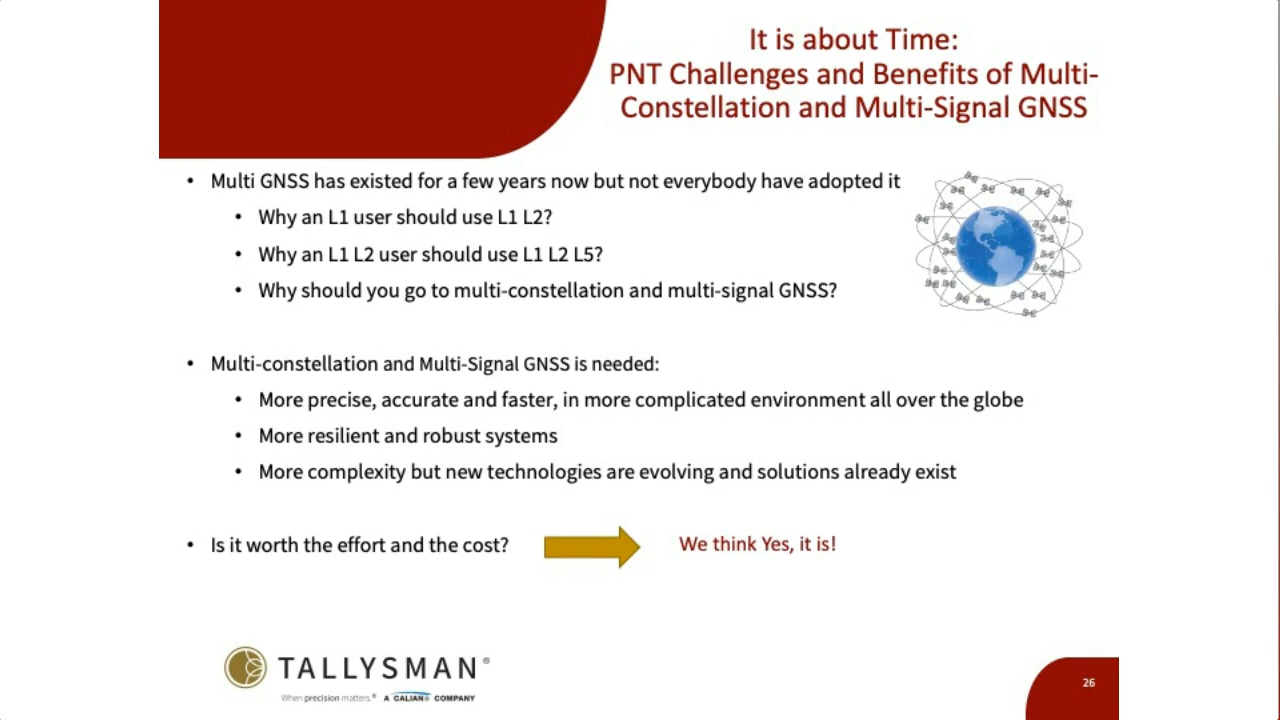 It is about Time:
PNT Challenges and Benefits of Multi-
Constellation and Multi-Signal GNSS
• Multi GNSS has existed for a few years now but not everybody have adopted it
• Why an L1 user should use L1 L2?
• Why an L1 L2 user should use L1 L2 L5?
• Why should you go to multi-constellation and multi-signal GNSS?
• Multi-constellation and Multi-Signal GNSS is needed:
• More precise, accurate and faster, in more complicated environment all over the globe
• More resilient and robust systems
• More complexity but new technologies are evolving and solutions already exist
• Is it worth the effort and the cost?
We think Yes, it is!
TALLYSMAN®
When precision matters.® A CALIAN® COMPANY
26